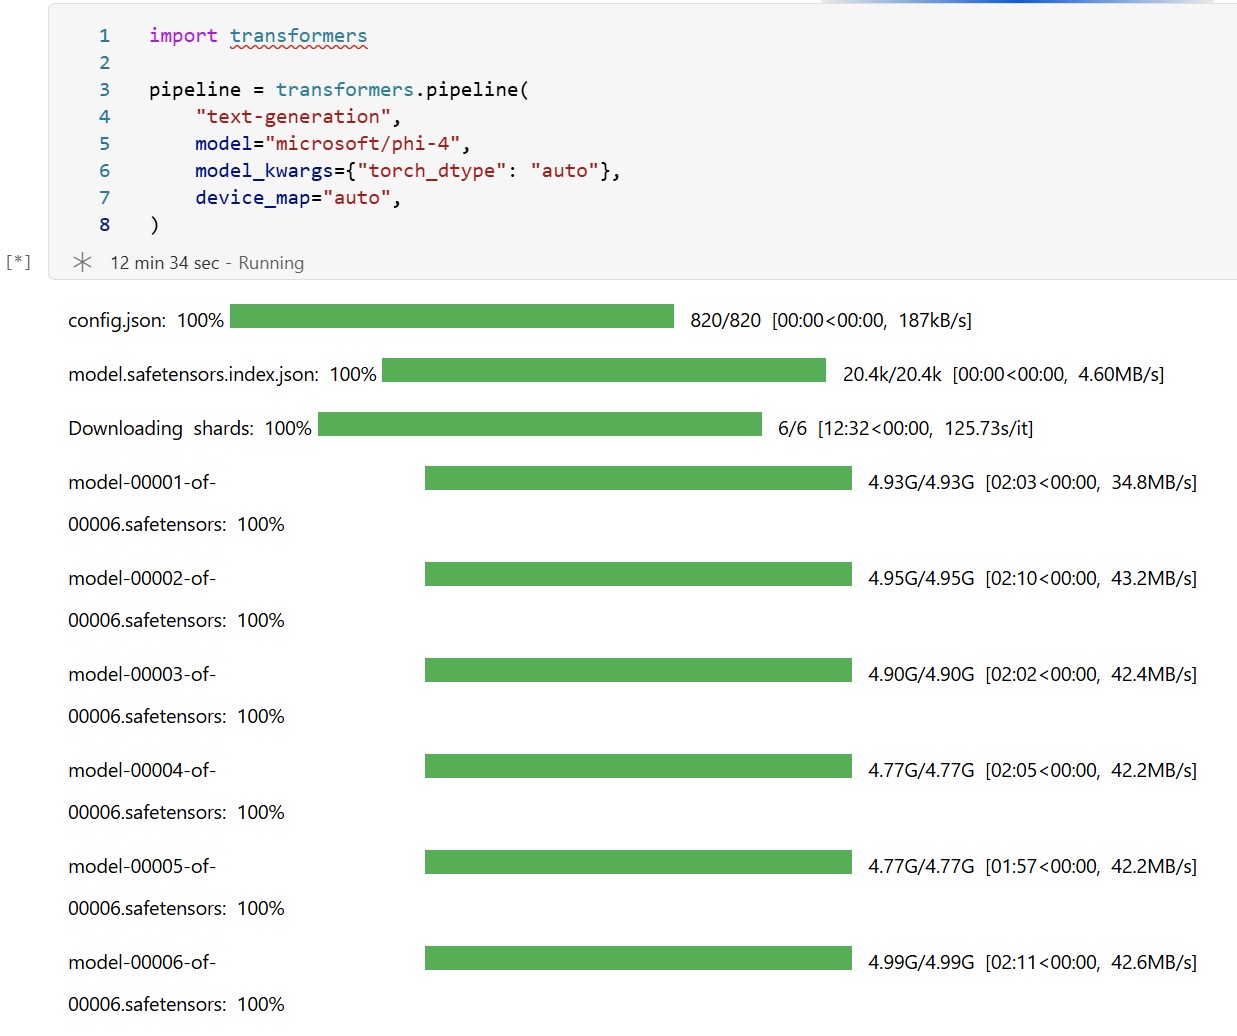 1 import transformers
2
3 pipeline = transformers.pipeline(
4 "text-generation",
5 model="microsoft/phi-4",
6 model_kwargs={"torch_dtype": "auto"},
7 device_map="auto",
8 )
[*] 12 min 34 sec - Running
config.json: 100% 820/820 [00:00<00:00, 187kB/s]
model.safetensors.index.json: 100% 20.4k/20.4k [00:00<00:00, 4.60MB/s]
Downloading shards: 100% 6/6 [12:32<00:00, 125.73s/it]
model-00001-of- 4.93G/4.93G [02:03<00:00, 34.8MB/s]
00006.safetensors: 100%
model-00002-of- 4.95G/4.95G [02:10<00:00, 43.2MB/s]
00006.safetensors: 100%
model-00003-of- 4.90G/4.90G [02:02<00:00, 42.4MB/s]
00006.safetensors: 100%
model-00004-of- 4.77G/4.77G [02:05<00:00, 42.2MB/s]
00006.safetensors: 100%
model-00005-of- 4.77G/4.77G [01:57<00:00, 42.2MB/s]
00006.safetensors: 100%
model-00006-of- 4.99G/4.99G [02:11<00:00, 42.6MB/s]
00006.safetensors: 100%